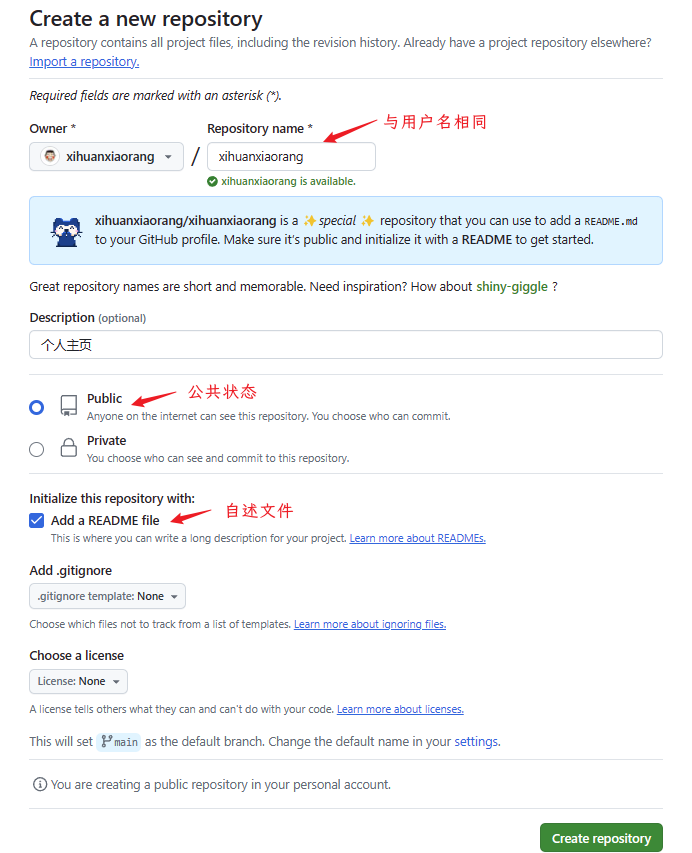 Create a new repository
A repository contains all project files, including the revision history. Already have a project repository elsewhere?
Import a repository.
Required fields are marked with an asterisk (*).
Owner * Repository name * 与用户名相同
xihuanxiaorang / xihuanxiaorang
xihuanxiaorang is available.
xihuanxiaorang/xihuanxiaorang is a ✨special ✨ repository that you can use to add a README.md
to your GitHub profile. Make sure it's public and initialize it with a README to get started.
Great repository names are short and memorable. Need inspiration? How about shiny-giggle ?
Description (optional)
个人主页
Public 公共状态
Anyone on the internet can see this repository. You choose who can commit.
Private
You choose who can see and commit to this repository.
Initialize this repository with:
Add a README file 自述文件
This is where you can write a long description for your project. Learn more about READMEs.
Add .gitignore
.gitignore template: None
Choose which files not to track from a list of templates. Learn more about ignoring files.
Choose a license
License: None
A license tells others what they can and can't do with your code. Learn more about licenses.
This will set main as the default branch. Change the default name in your settings.
You are creating a public repository in your personal account.
Create repository